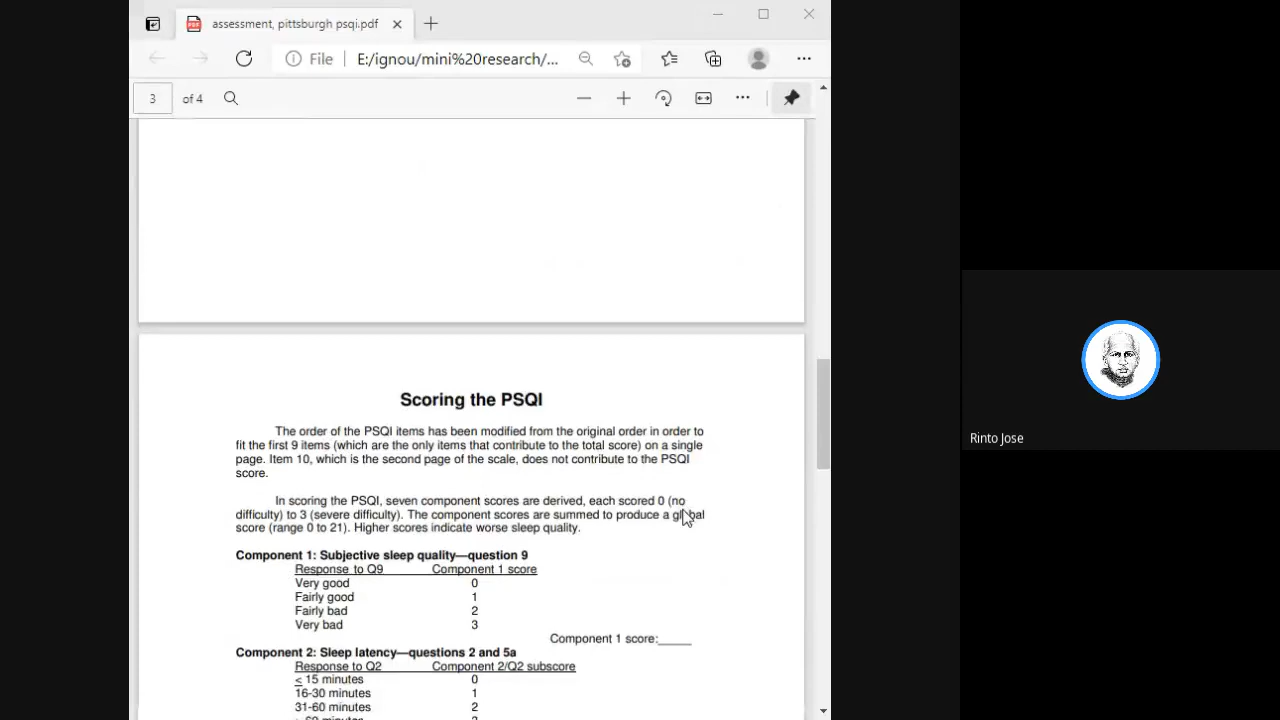 assessment, pittsburgh psqi.pdf
File
E:/ignou/mini%20research/...
3 of 4
Scoring the PSQI
The order of the PSQI items has been modified from the original order in order to
fit the first 9 items (which are the only items that contribute to the total score) on a single
page. Item 10, which is the second page of the scale, does not contribute to the PSQI
score.
In scoring the PSQI, seven component scores are derived, each scored 0 (no
difficulty) to 3 (severe difficulty). The component scores are summed to produce a global
score (range 0 to 21). Higher scores indicate worse sleep quality.
Component 1: Subjective sleep quality—question 9
Response to Q9 Component 1 score
Very good 0
Fairly good 1
Fairly bad 2
Very bad 3
Component 1 score:_____
Component 2: Sleep latency—questions 2 and 5a
Response to Q2 Component 2/Q2 subscore
< 15 minutes 0
16-30 minutes 1
31-60 minutes 2
Rinto Jose